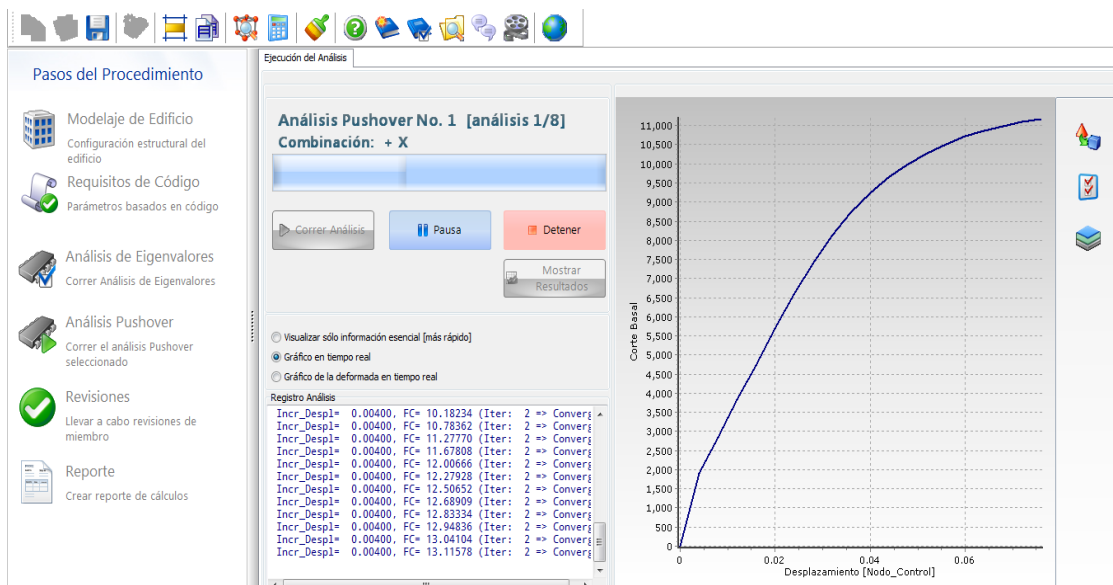 Pasos del Procedimiento
Modelaje de Edificio
Configuración estructural del
edificio
Requisitos de Código
Parámetros basados en código
Análisis de Eigenvalores
Correr Análisis de Eigenvalores
Análisis Pushover
Correr el análisis Pushover
seleccionado
Revisiones
Llevar a cabo revisiones de
miembro
Reporte
Crear reporte de cálculos
Ejecución del Análisis
Análisis Pushover No. 1 [análisis 1/8]
Combinación: + X
Correr Análisis
Pausa
Detener
Mostrar
Resultados
Visualizar sólo información esencial [más rápido]
Gráfico en tiempo real
Gráfico de la deformada en tiempo real
Registro Análisis
Incr_Despl= 0.00400, FC= 10.18234 (Iter: 2 => Converg
Incr_Despl= 0.00400, FC= 10.78362 (Iter: 2 => Converg
Incr_Despl= 0.00400, FC= 11.27770 (Iter: 2 => Converg
Incr_Despl= 0.00400, FC= 11.67808 (Iter: 2 => Converg
Incr_Despl= 0.00400, FC= 12.00666 (Iter: 2 => Converg
Incr_Despl= 0.00400, FC= 12.27928 (Iter: 2 => Converg
Incr_Despl= 0.00400, FC= 12.50652 (Iter: 2 => Converg
Incr_Despl= 0.00400, FC= 12.68909 (Iter: 2 => Converg
Incr_Despl= 0.00400, FC= 12.83334 (Iter: 2 => Converg
Incr_Despl= 0.00400, FC= 12.94836 (Iter: 2 => Converg
Incr_Despl= 0.00400, FC= 13.04104 (Iter: 2 => Converg
Incr_Despl= 0.00400, FC= 13.11578 (Iter: 2 => Converg
Corte Basal
11,000
10,500
10,000
9,500
9,000
8,500
8,000
7,500
7,000
6,500
6,000
5,500
5,000
4,500
4,000
3,500
3,000
2,500
2,000
1,500
1,000
500
0
0
0.02
0.04
0.06
Desplazamiento [Nodo_Control]